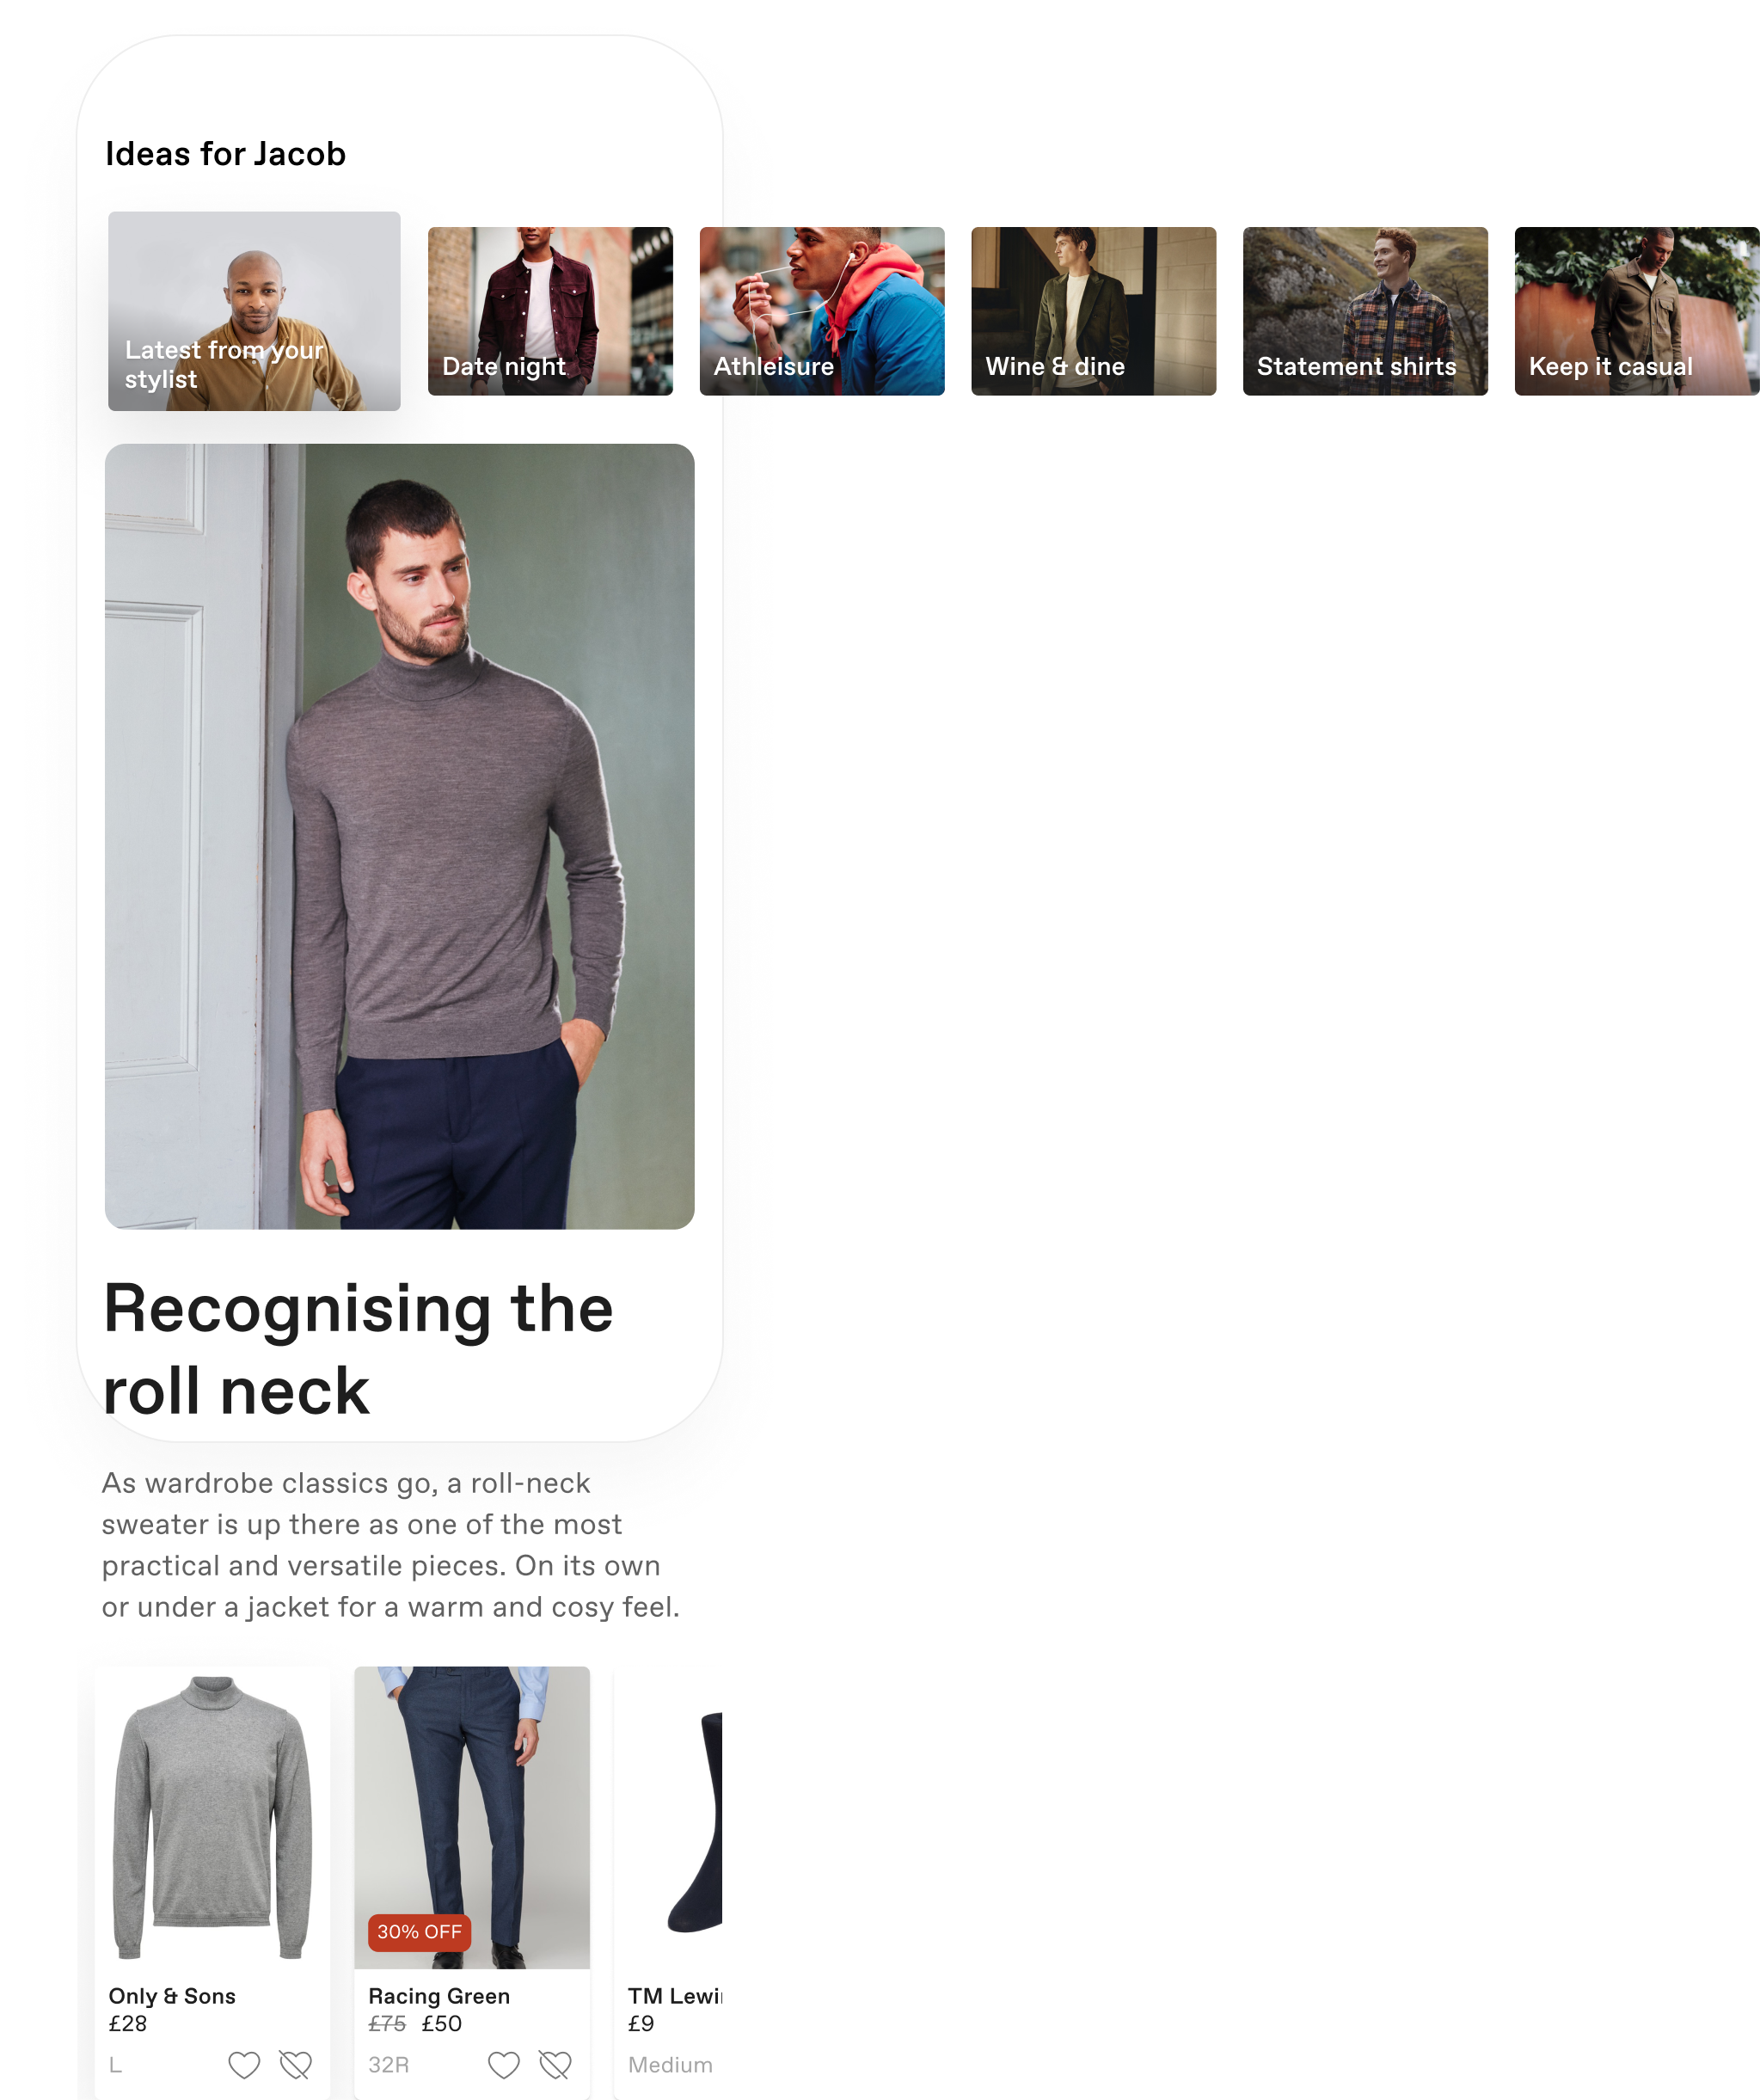 Ideas for Jacob
Latest from your
stylist
Date night
Athleisure
Wine & dine
Statement shirts
Keep it casual
Recognising the
roll neck
As wardrobe classics go, a roll-neck
sweater is up there as one of the most
practical and versatile pieces. On its own
or under a jacket for a warm and cosy feel.
30% OFF
Only & Sons
£28
L
Racing Green
£75 £50
32R
TM Lewi
£9
Medium